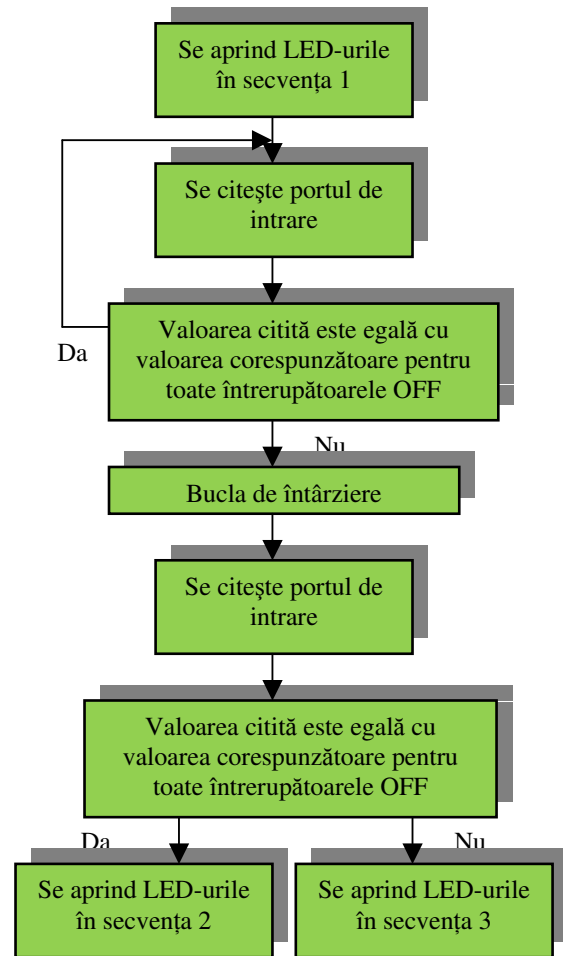 Se aprind LED-urile
în secvența 1
Se citește portul de
intrare
Valoarea citită este egală cu
valoarea corespunzătoare pentru
toate întrerupătoarele OFF
Da
Nu
Bucla de întârziere
Se citește portul de
intrare
Valoarea citită este egală cu
valoarea corespunzătoare pentru
toate întrerupătoarele OFF
Da
Nu
Se aprind LED-urile
în secvența 2
Se aprind LED-urile
în secvența 3